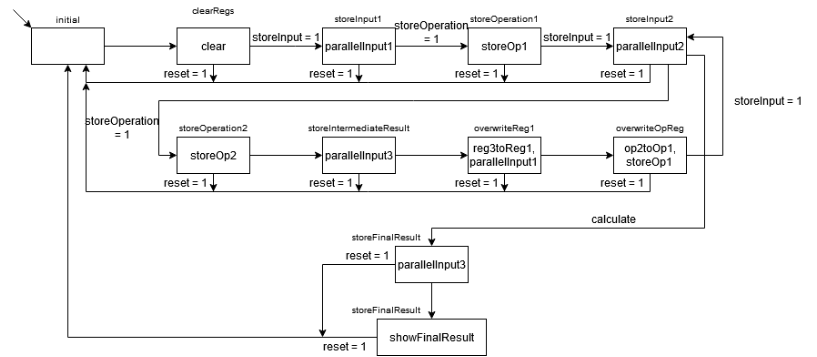 initial
clearRegs
clear
storeInput = 1
storeInput1
parallelInput1
storeOperation
= 1
storeOperation1
storeOp1
storeInput = 1
storeInput2
parallelInput2
reset = 1
reset = 1
reset = 1
reset = 1
storeInput = 1
storeOperation
= 1
storeOperation2
storeOp2
storeIntermediateResult
parallelInput3
overwriteReg1
reg3toReg1,
parallelInput1
overwriteOpReg
op2toOp1,
storeOp1
reset = 1
reset = 1
reset = 1
reset = 1
calculate
storeFinalResult
reset = 1
parallelInput3
storeFinalResult
showFinalResult
reset = 1